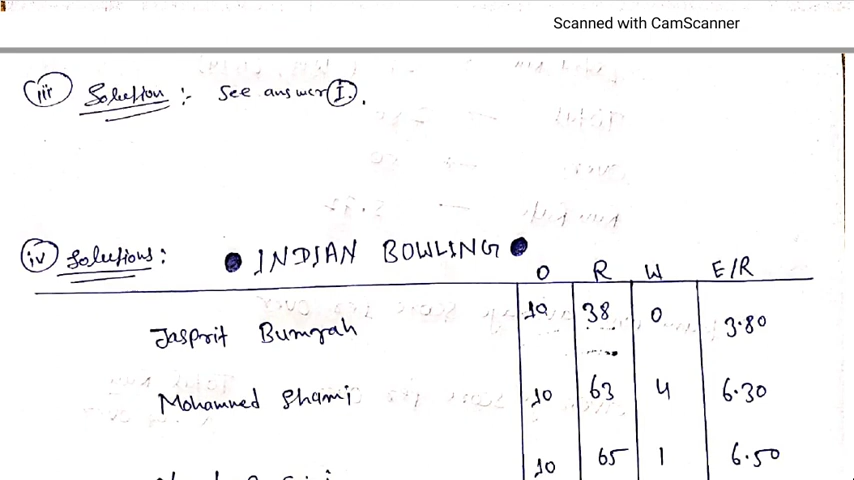 Scanned with CamScanner
iii Solution :- See answer I.
iv Solutions : INDIAN BOWLING
O R W E/R
Jasprit Bumrah 10 38 0 3.80
Mohammed Shami 10 63 4 6.30
10 65 1 6.50